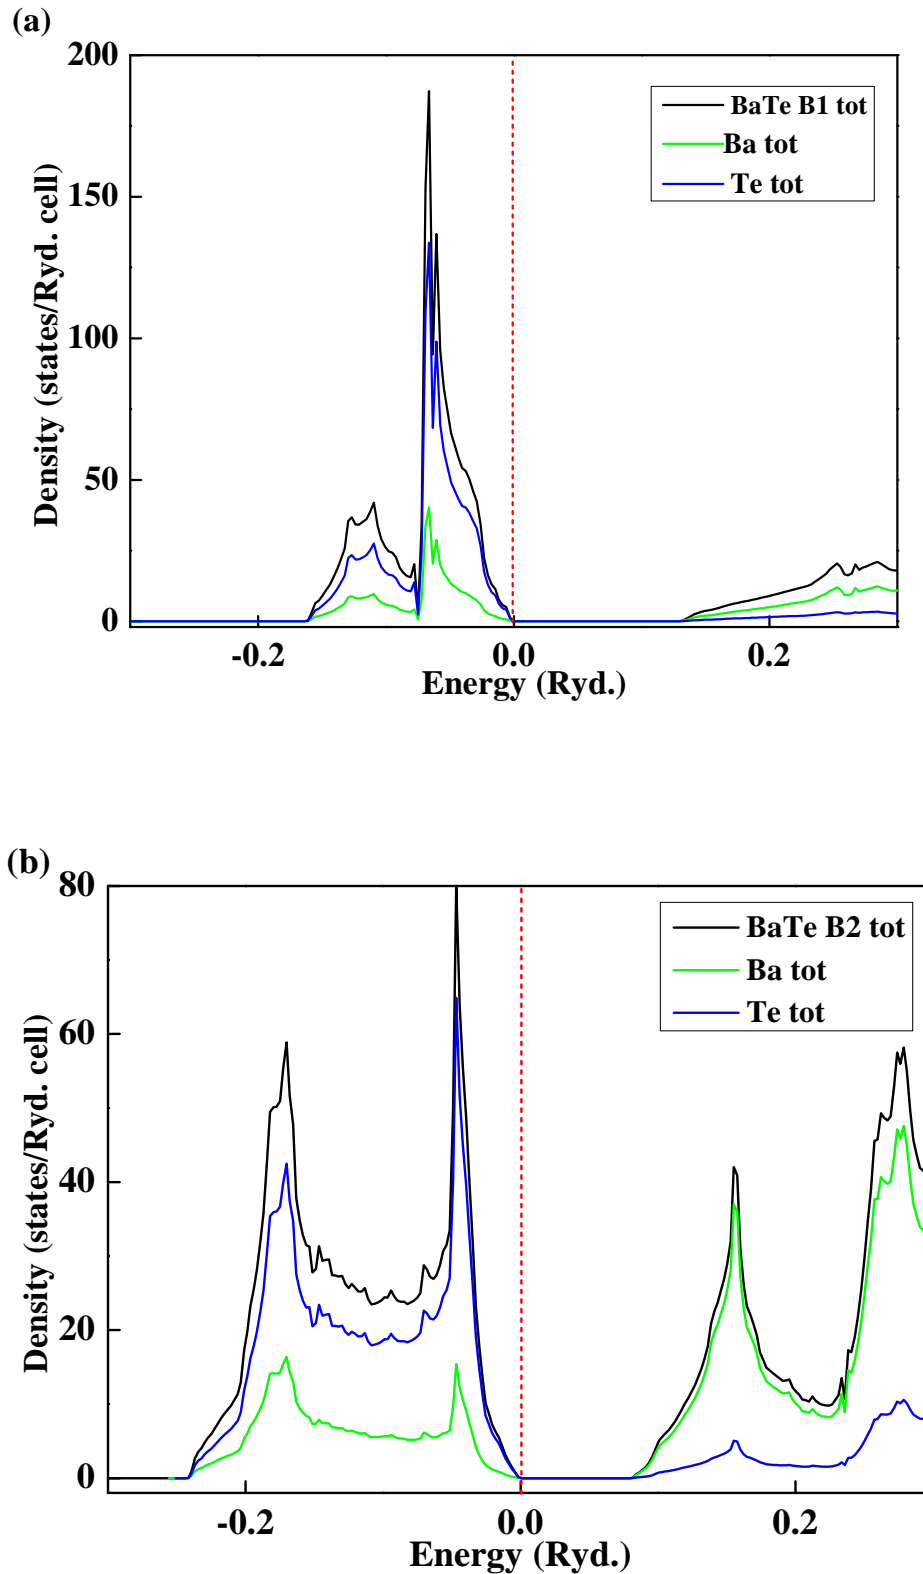 (a)
200
150
100
50
0
Density (states/Ryd. cell)
BaTe B1 tot
Ba tot
Te tot
-0.2 0.0 0.2
Energy (Ryd.)
(b)
80
60
40
20
0
Density (states/Ryd. cell)
BaTe B2 tot
Ba tot
Te tot
-0.2 0.0 0.2
Energy (Ryd.)